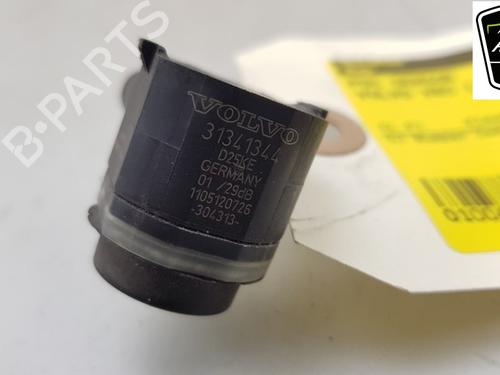 VOLVO
31341344
D25KE
GERMANY
01 /29dB
1105120726
-304313-
B-PARTS